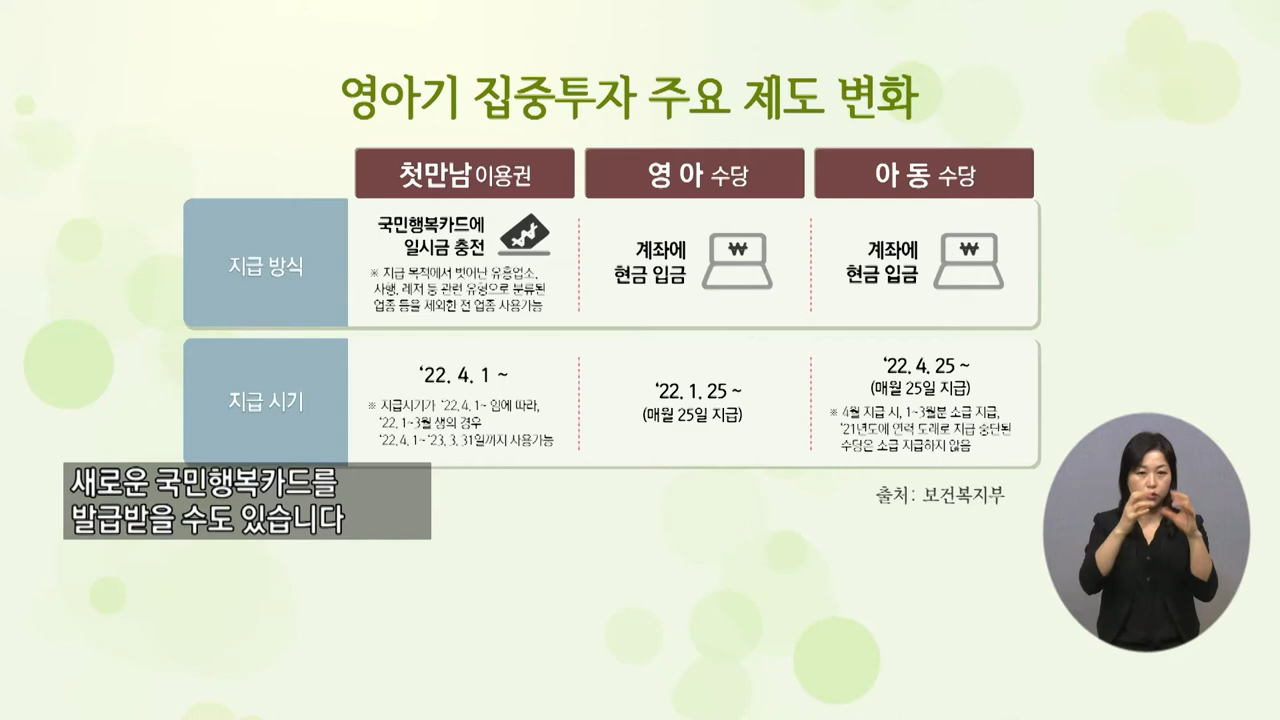 영아기 집중투자 주요 제도 변화
첫만남 이용권
영 아 수당
아 동 수당
지급 방식
국민행복카드에
일시금 충전
※ 지급 목적에서 벗어난 유흥업소,
사행, 레저 등 관련 유형으로 분류된
업종 등을 제외한 전 업종 사용가능
계좌에
현금 입금
₩
계좌에
현금 입금
₩
지급 시기
‘22. 4. 1 ~
※ 지급시기가 ‘22. 4. 1~ 임에 따라,
‘22. 1~3월 생의 경우
‘22. 4. 1~‘23. 3. 31일까지 사용가능
‘22. 1. 25 ~
(매월 25일 지급)
‘22. 4. 25 ~
(매월 25일 지급)
※ 4월 지급 시, 1~3월분 소급 지급,
‘21년도에 연력 도래로 지급 중단된
수당은 소급 지급하지 않음
새로운 국민행복카드를
발급받을 수도 있습니다
출처: 보건복지부